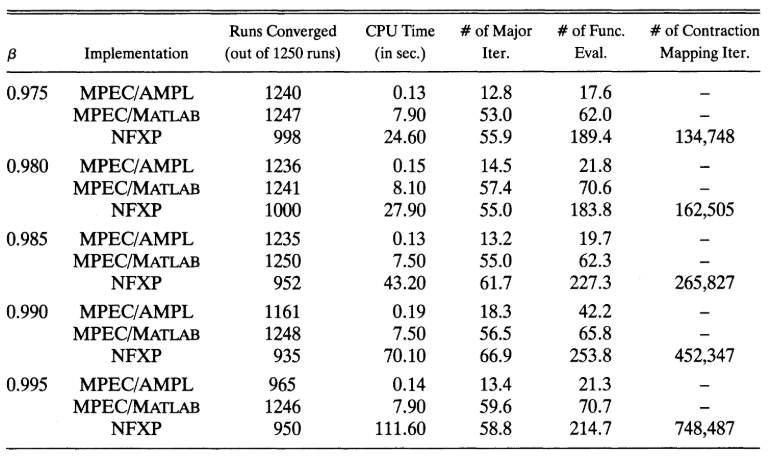 Runs Converged CPU Time # of Major # of Func. # of Contraction
β Implementation (out of 1250 runs) (in sec.) Iter. Eval. Mapping Iter.
0.975 MPEC/AMPL 1240 0.13 12.8 17.6 –
MPEC/MATLAB 1247 7.90 53.0 62.0 –
NFXP 998 24.60 55.9 189.4 134,748
0.980 MPEC/AMPL 1236 0.15 14.5 21.8 –
MPEC/MATLAB 1241 8.10 57.4 70.6 –
NFXP 1000 27.90 55.0 183.8 162,505
0.985 MPEC/AMPL 1235 0.13 13.2 19.7 –
MPEC/MATLAB 1250 7.50 55.0 62.3 –
NFXP 952 43.20 61.7 227.3 265,827
0.990 MPEC/AMPL 1161 0.19 18.3 42.2 –
MPEC/MATLAB 1248 7.50 56.5 65.8 –
NFXP 935 70.10 66.9 253.8 452,347
0.995 MPEC/AMPL 965 0.14 13.4 21.3 –
MPEC/MATLAB 1246 7.90 59.6 70.7 –
NFXP 950 111.60 58.8 214.7 748,487